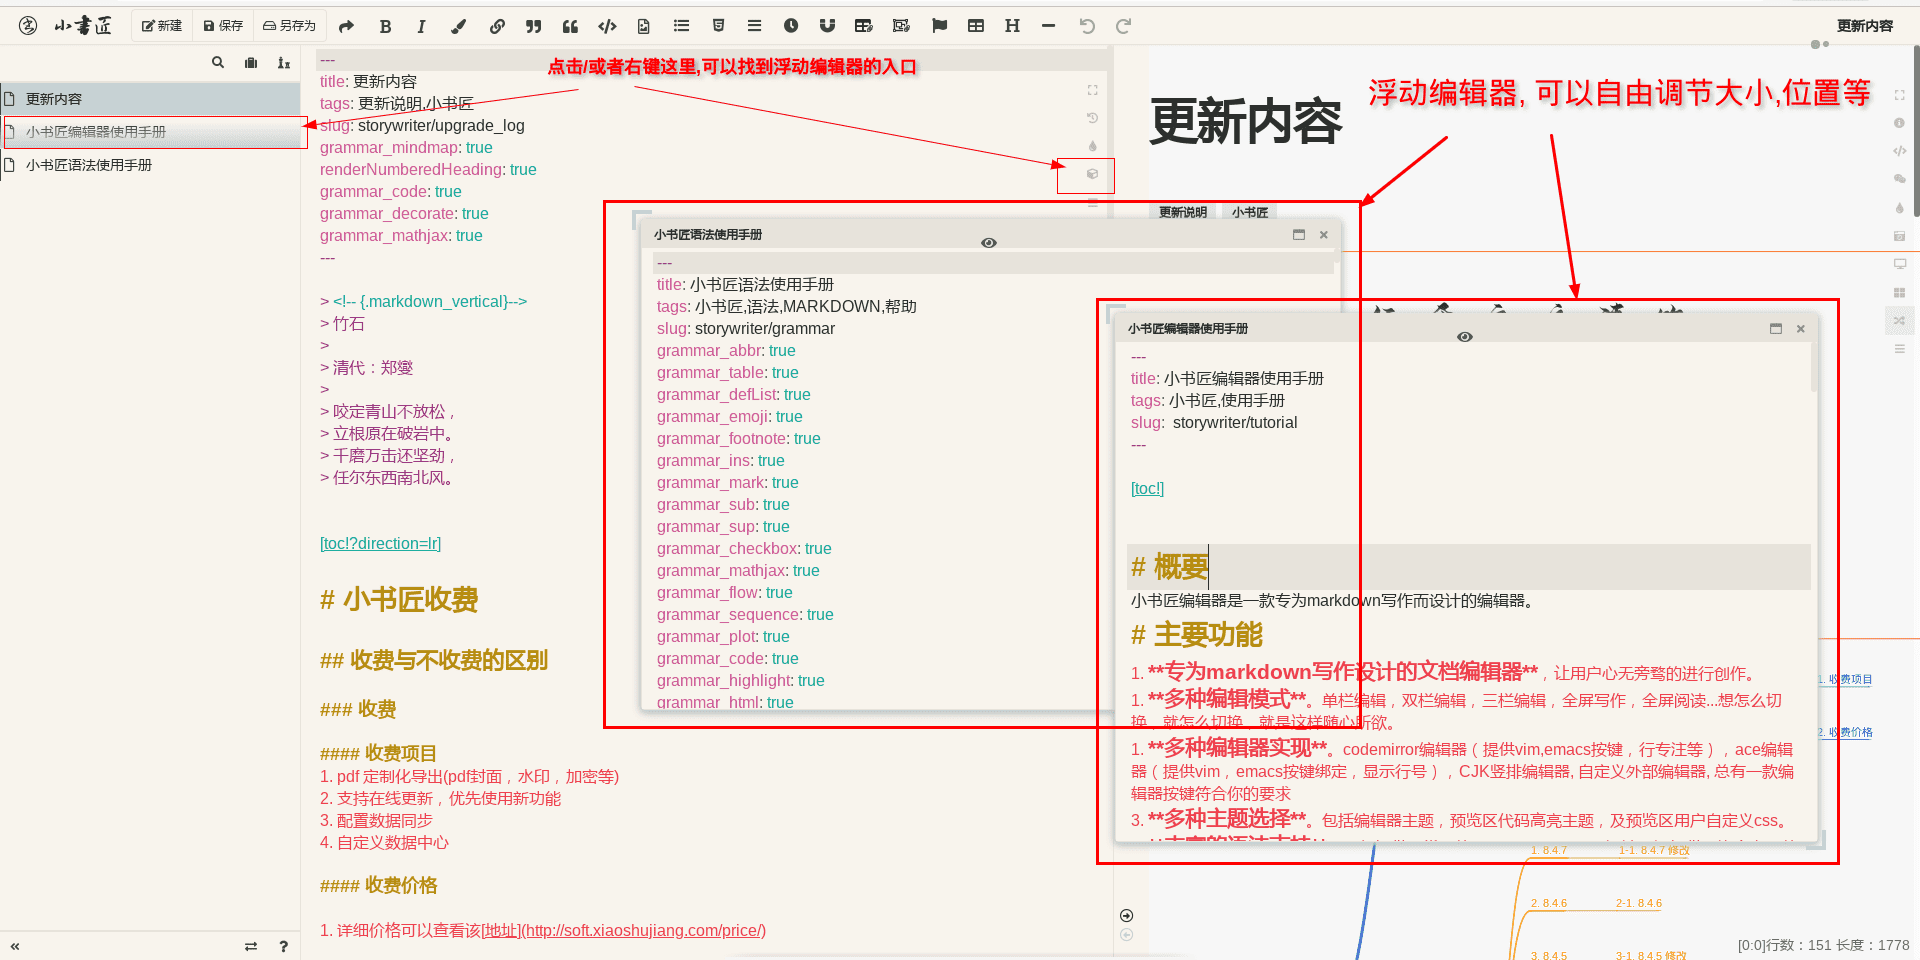 小書匠
新建
保存
另存为
更新内容
更新内容
小书匠编辑器使用手册
小书匠语法使用手册
点击/或者右键这里,可以找到浮动编辑器的入口
---
title: 更新内容
tags: 更新说明,小书匠
slug: storywriter/upgrade_log
grammar_mindmap: true
renderNumberedHeading: true
grammar_code: true
grammar_decorate: true
grammar_mathjax: true
---
> <!-- {.markdown_vertical}-->
> 竹石
>
> 清代：郑燮
>
> 咬定青山不放松，
> 立根原在破岩中。
> 千磨万击还坚劲，
> 任尔东西南北风。
[toc!?direction=lr]
# 小书匠收费
## 收费与不收费的区别
### 收费
#### 收费项目
1. pdf 定制化导出(pdf封面，水印，加密等)
2. 支持在线更新，优先使用新功能
3. 配置数据同步
4. 自定义数据中心
#### 收费价格
1. 详细价格可以查看该[地址](http://soft.xiaoshujiang.com/price/)
更新内容
浮动编辑器, 可以自由调节大小,位置等
更新说明
小书匠
小书匠语法使用手册
---
title: 小书匠语法使用手册
tags: 小书匠,语法,MARKDOWN,帮助
slug: storywriter/grammar
grammar_abbr: true
grammar_table: true
grammar_defList: true
grammar_emoji: true
grammar_footnote: true
grammar_ins: true
grammar_mark: true
grammar_sub: true
grammar_sup: true
grammar_checkbox: true
grammar_mathjax: true
grammar_flow: true
grammar_sequence: true
grammar_plot: true
grammar_code: true
grammar_highlight: true
grammar_html: true
小书匠编辑器使用手册
---
title: 小书匠编辑器使用手册
tags: 小书匠,使用手册
slug:  storywriter/tutorial
---
[toc!]
# 概要
小书匠编辑器是一款专为markdown写作而设计的编辑器。
# 主要功能
1. **专为markdown写作设计的文档编辑器**，让用户心无旁骛的进行创作。
1. **多种编辑模式**。单栏编辑，双栏编辑，三栏编辑，全屏写作，全屏阅读...想怎么切
换，就怎么切换，就是这样随心所欲。
1. **多种编辑器实现**。codemirror编辑器（提供vim,emacs按键，行专注等），ace编辑
器（提供vim，emacs按键绑定，显示行号），CJK竖排编辑器, 自定义外部编辑器, 总有一款编
辑器按键符合你的要求
3. **多种主题选择**。包括编辑器主题，预览区代码高亮主题，及预览区用户自定义css。
1. 收费项目
2. 收费价格
1. 8.4.7
1-1. 8.4.7 修改
2. 8.4.6
2-1. 8.4.6
3. 8.4.5
3-1. 8.4.5 修改
[0:0]行数：151 长度：1778